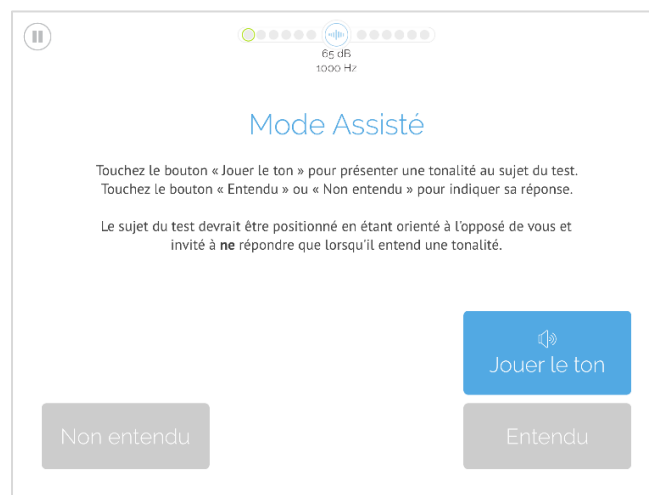 65 dB
1000 Hz
Mode Assisté
Touchez le bouton « Jouer le ton » pour présenter une tonalité au sujet du test.
Touchez le bouton « Entendu » ou « Non entendu » pour indiquer sa réponse.
Le sujet du test devrait être positionné en étant orienté à l'opposé de vous et
invité à ne répondre que lorsqu'il entend une tonalité.
Jouer le ton
Non entendu
Entendu